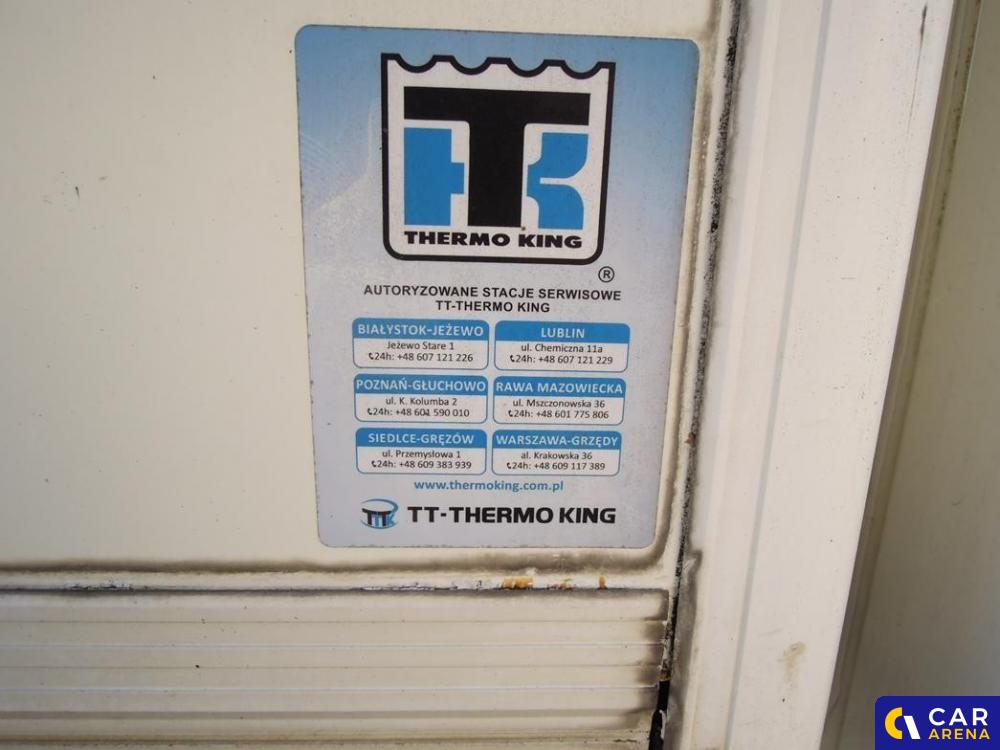 THERMO KING
®
AUTORYZOWANE STACJE SERWISOWE
TT-THERMO KING
BIAŁYSTOK-JEŻEWO
Jeżewo Stare 1
24h: +48 607 121 226
LUBLIN
ul. Chemiczna 11a
24h: +48 607 121 229
POZNAŃ-GŁUCHOWO
ul. K. Kolumba 2
24h: +48 601 590 010
RAWA MAZOWIECKA
ul. Mszczonowska 36
24h: +48 601 775 806
SIEDLCE-GRĘZÓW
ul. Przemysłowa 1
24h: +48 609 383 939
WARSZAWA-GRZĘDY
al. Krakowska 36
24h: +48 609 117 389
www.thermoking.com.pl
TT-THERMO KING
CAR
ARENA